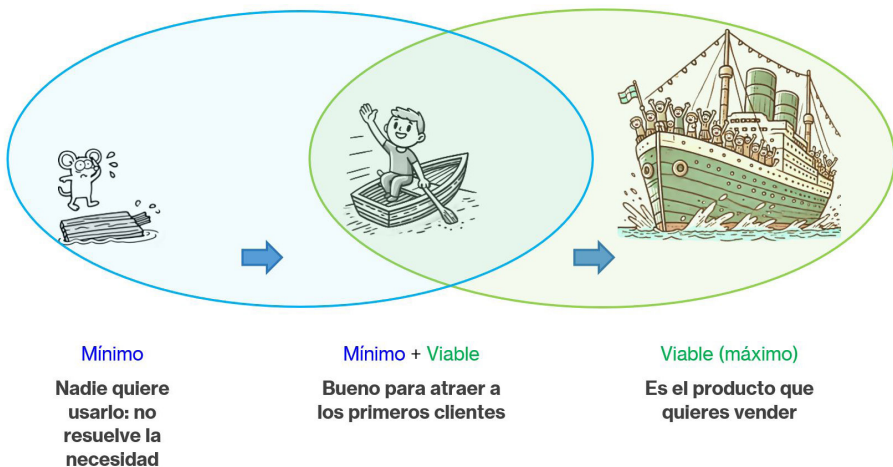 Mínimo
Nadie quiere
usarlo: no
resuelve la
necesidad
Mínimo + Viable
Bueno para atraer a
los primeros clientes
Viable (máximo)
Es el producto que
quieres vender